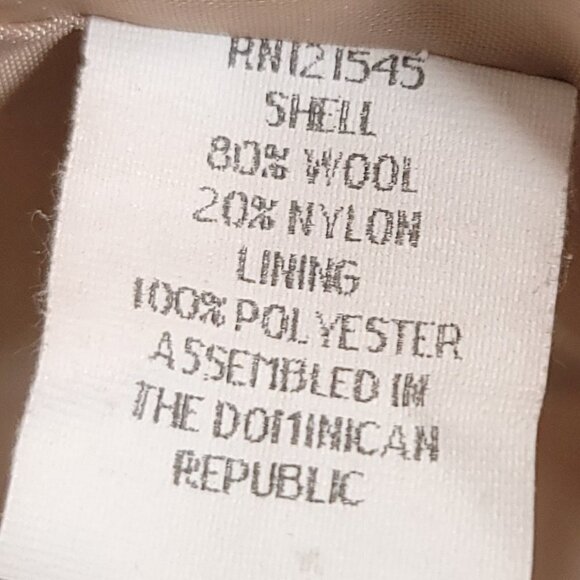 RN121545
SHELL
80% WOOL
20% NYLON
LINING
100% POLYESTER
ASSEMBLED IN
THE DOMINICAN
REPUBLIC